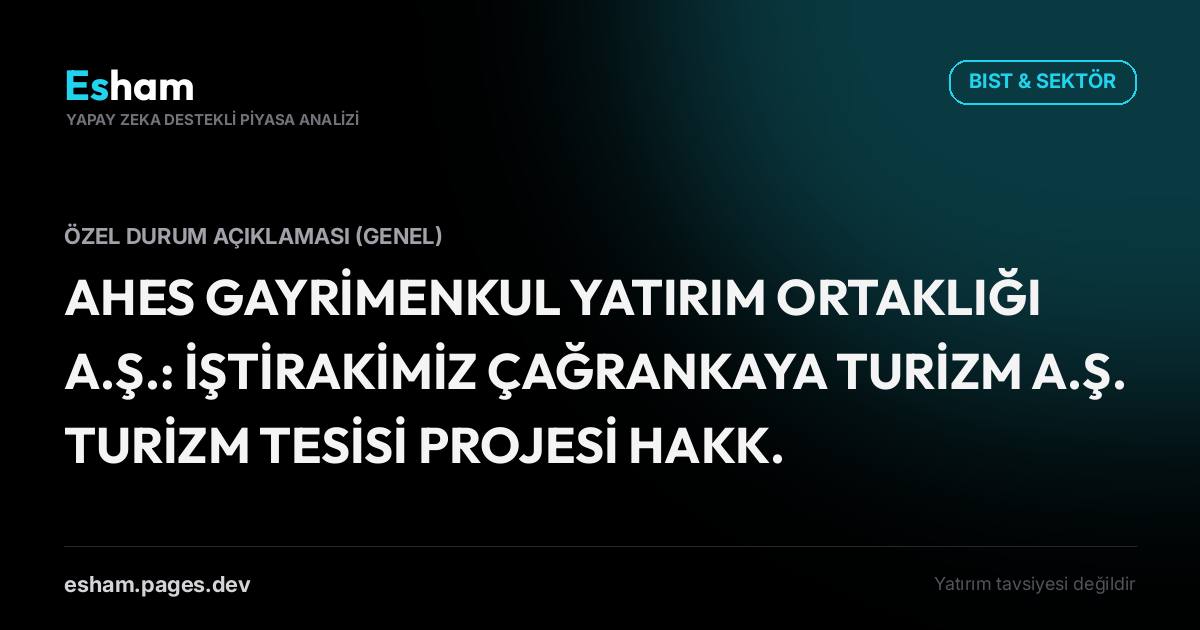 Esham
BIST & SEKTÖR
YAPAY ZEKA DESTEKLİ PİYASA ANALİZİ
ÖZEL DURUM AÇIKLAMASI (GENEL)
AHES GAYRİMENKUL YATIRIM ORTAKLIĞI
A.Ş.: İŞTİRAKİMİZ ÇAĞRANKAYA TURİZM A.Ş.
TURİZM TESİSİ PROJESİ HAKK.
esham.pages.dev
Yatırım tavsiyesi değildir